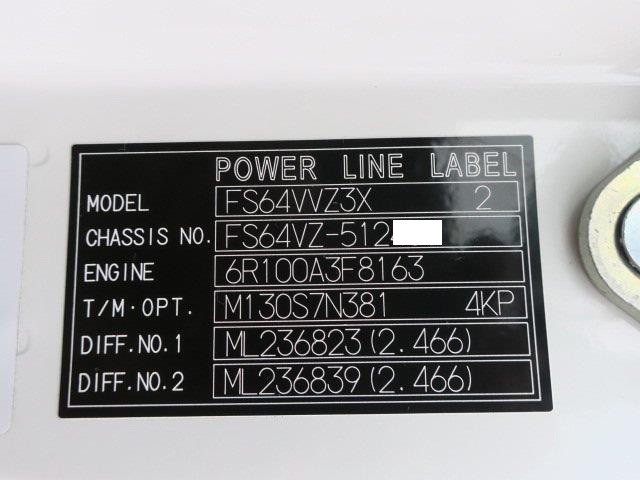 POWER LINE LABEL
MODEL FS64VVZ3X 2
CHASSIS NO. FS64VZ-512
ENGINE 6R100A3F8163
T/M·OPT. M130S7N381 4KP
DIFF.NO.1 ML236823(2.466)
DIFF.NO.2 ML236839(2.466)